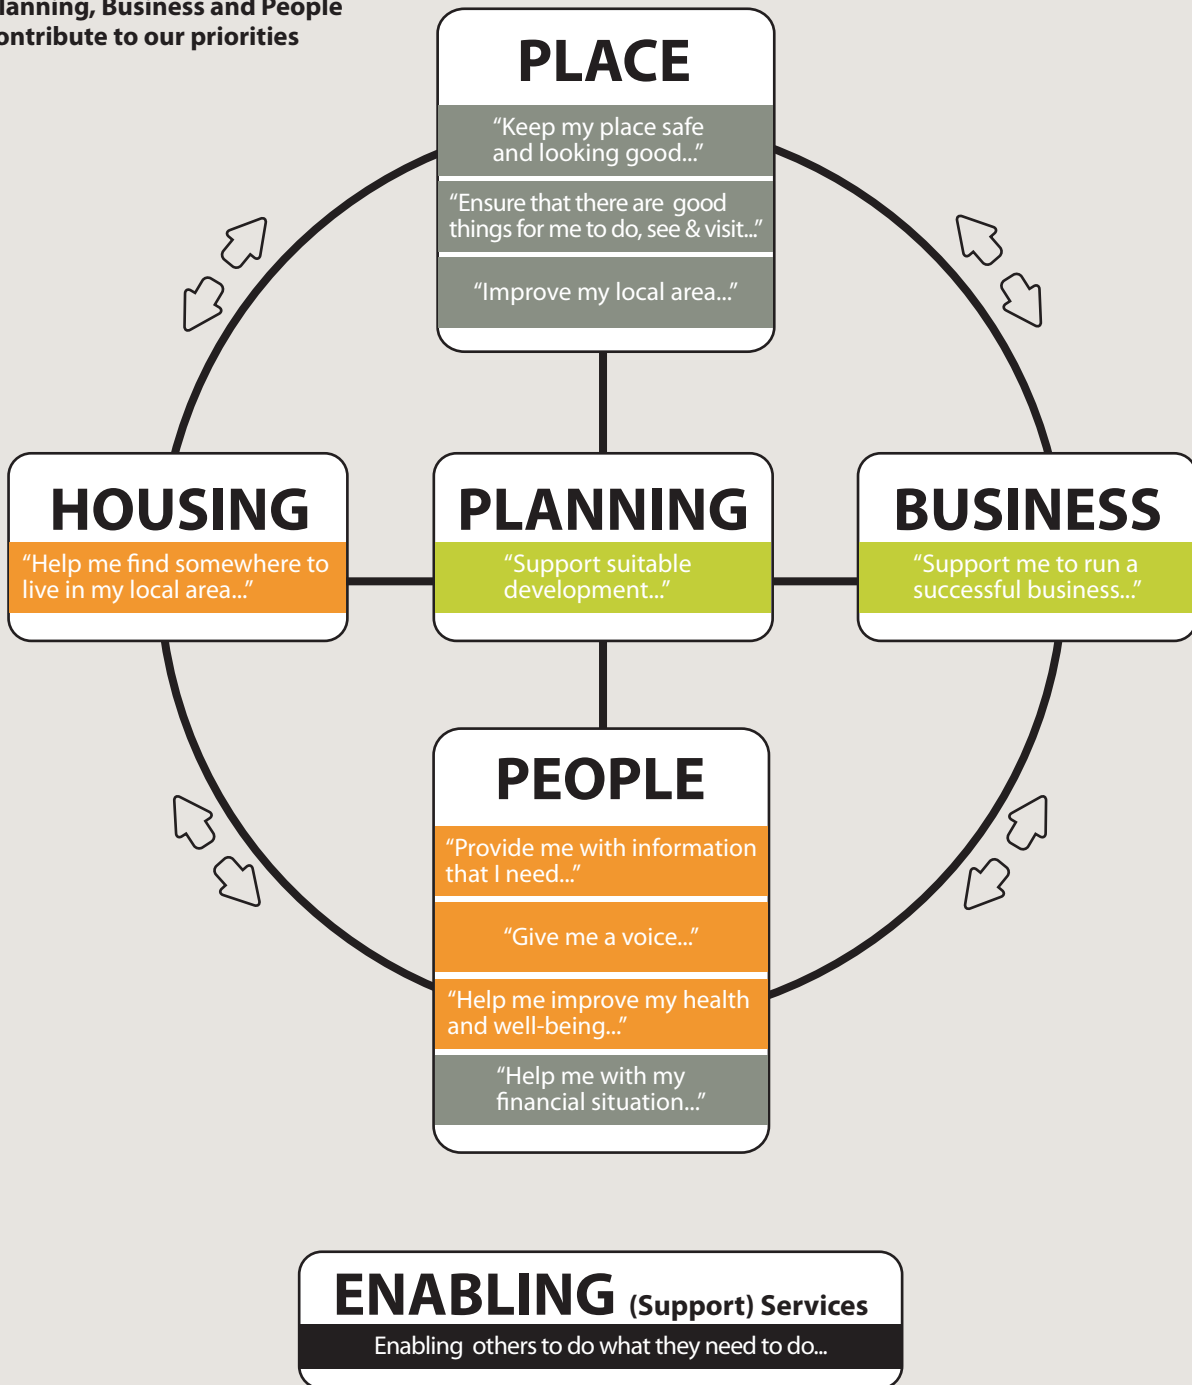 Business and People
to our priorities
PLACE
“Keep my place safe
and looking good...”
“Ensure that there are good
things for me to do, see & visit...”
“Improve my local area...”
HOUSING
“Help me find somewhere to
live in my local area...”
PLANNING
“Support suitable
development...”
BUSINESS
“Support me to run a
successful business...”
PEOPLE
“Provide me with information
that I need...”
“Give me a voice...”
“Help me improve my health
and well-being...”
“Help me with my
financial situation...”
ENABLING (Support) Services
Enabling others to do what they need to do...